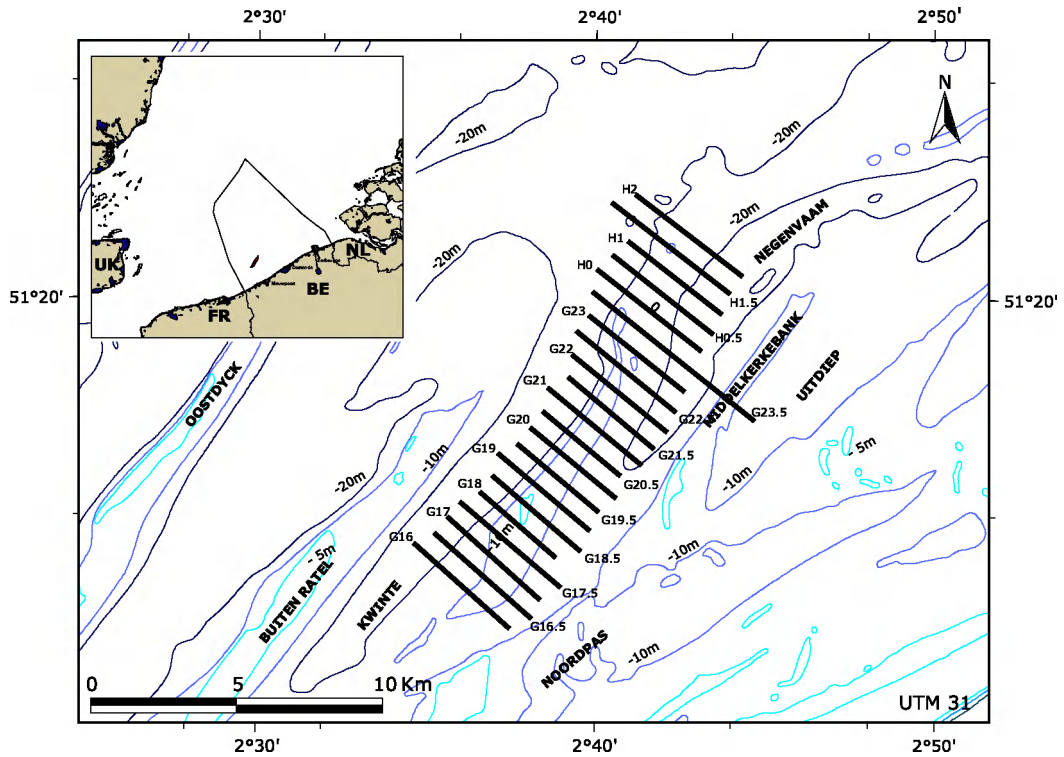 2°30'
2°40'
2°50'
N
-20m
-20m
H2
-20m
NEGENVAAM
UK
NL
BE
FR
-20m
H1
H0
51°20'
51°20'
H1.5
G23
H0.5
G22
MIDDELKERKEBANK
UITDIEP
OOSTDYCK
G21
G23.5
G22
G20
- 5m
-10m
G21.5
G19
-10m
G20.5
-20m
G18
G19.5
G17
-10m
G16
-10m
G18.5
- 5m
BUITEN RATEL
KWINTE
G17.5
G16.5
NOORDPAS
-10m
0
5
10 Km
UTM 31
2°30'
2°40'
2°50'